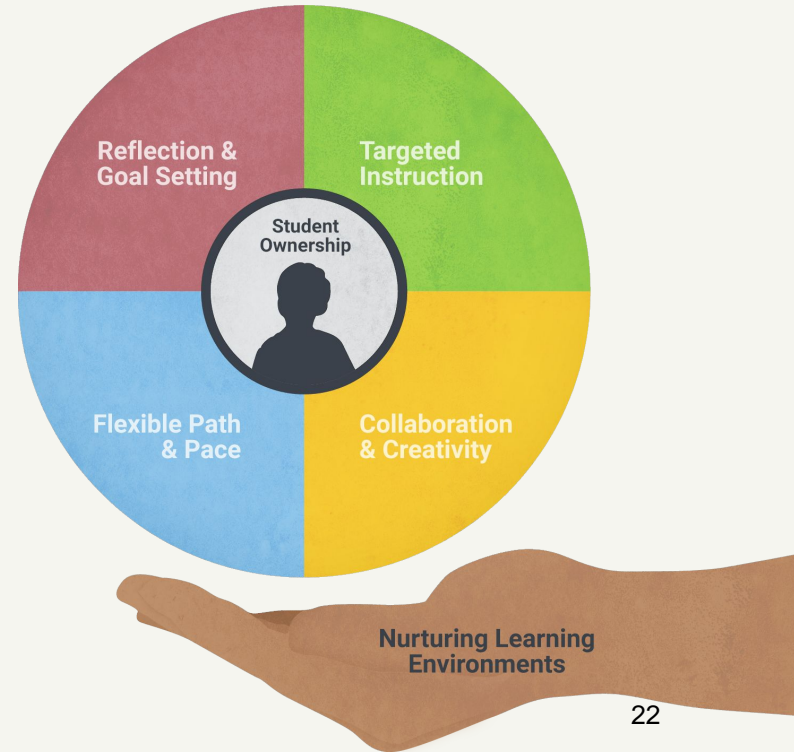 Reflection &
Goal Setting
Targeted
Instruction
Student
Ownership
Flexible Path
& Pace
Collaboration
& Creativity
Nurturing Learning
Environments
22